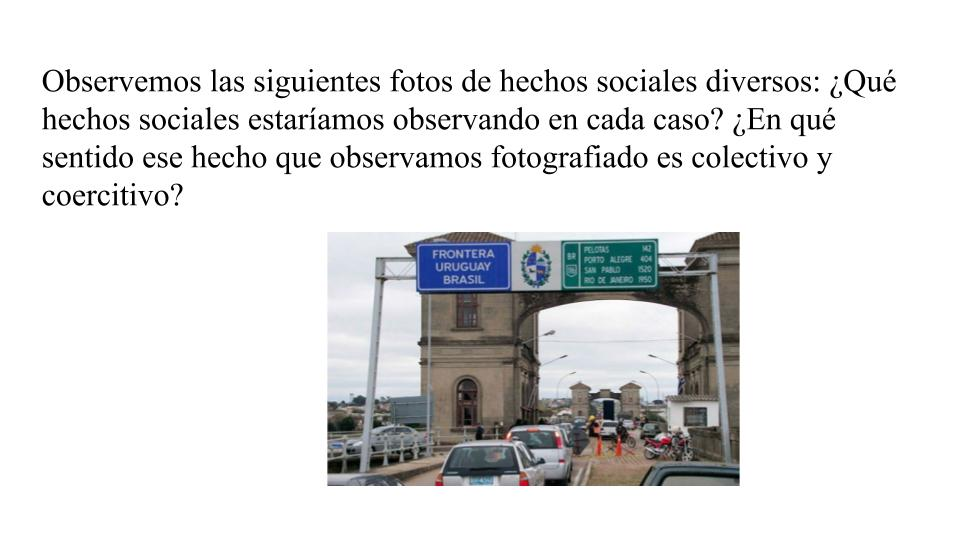 Observemos las siguientes fotos de hechos sociales diversos: ¿Qué
hechos sociales estaríamos observando en cada caso? ¿En qué
sentido ese hecho que observamos fotografiado es colectivo y
coercitivo?
FRONTERA
URUGUAY
BRASIL
BR
116
PELOTAS 142
PORTO ALEGRE 404
SAN PABLO 1520
RIO DE JANEIRO 1950